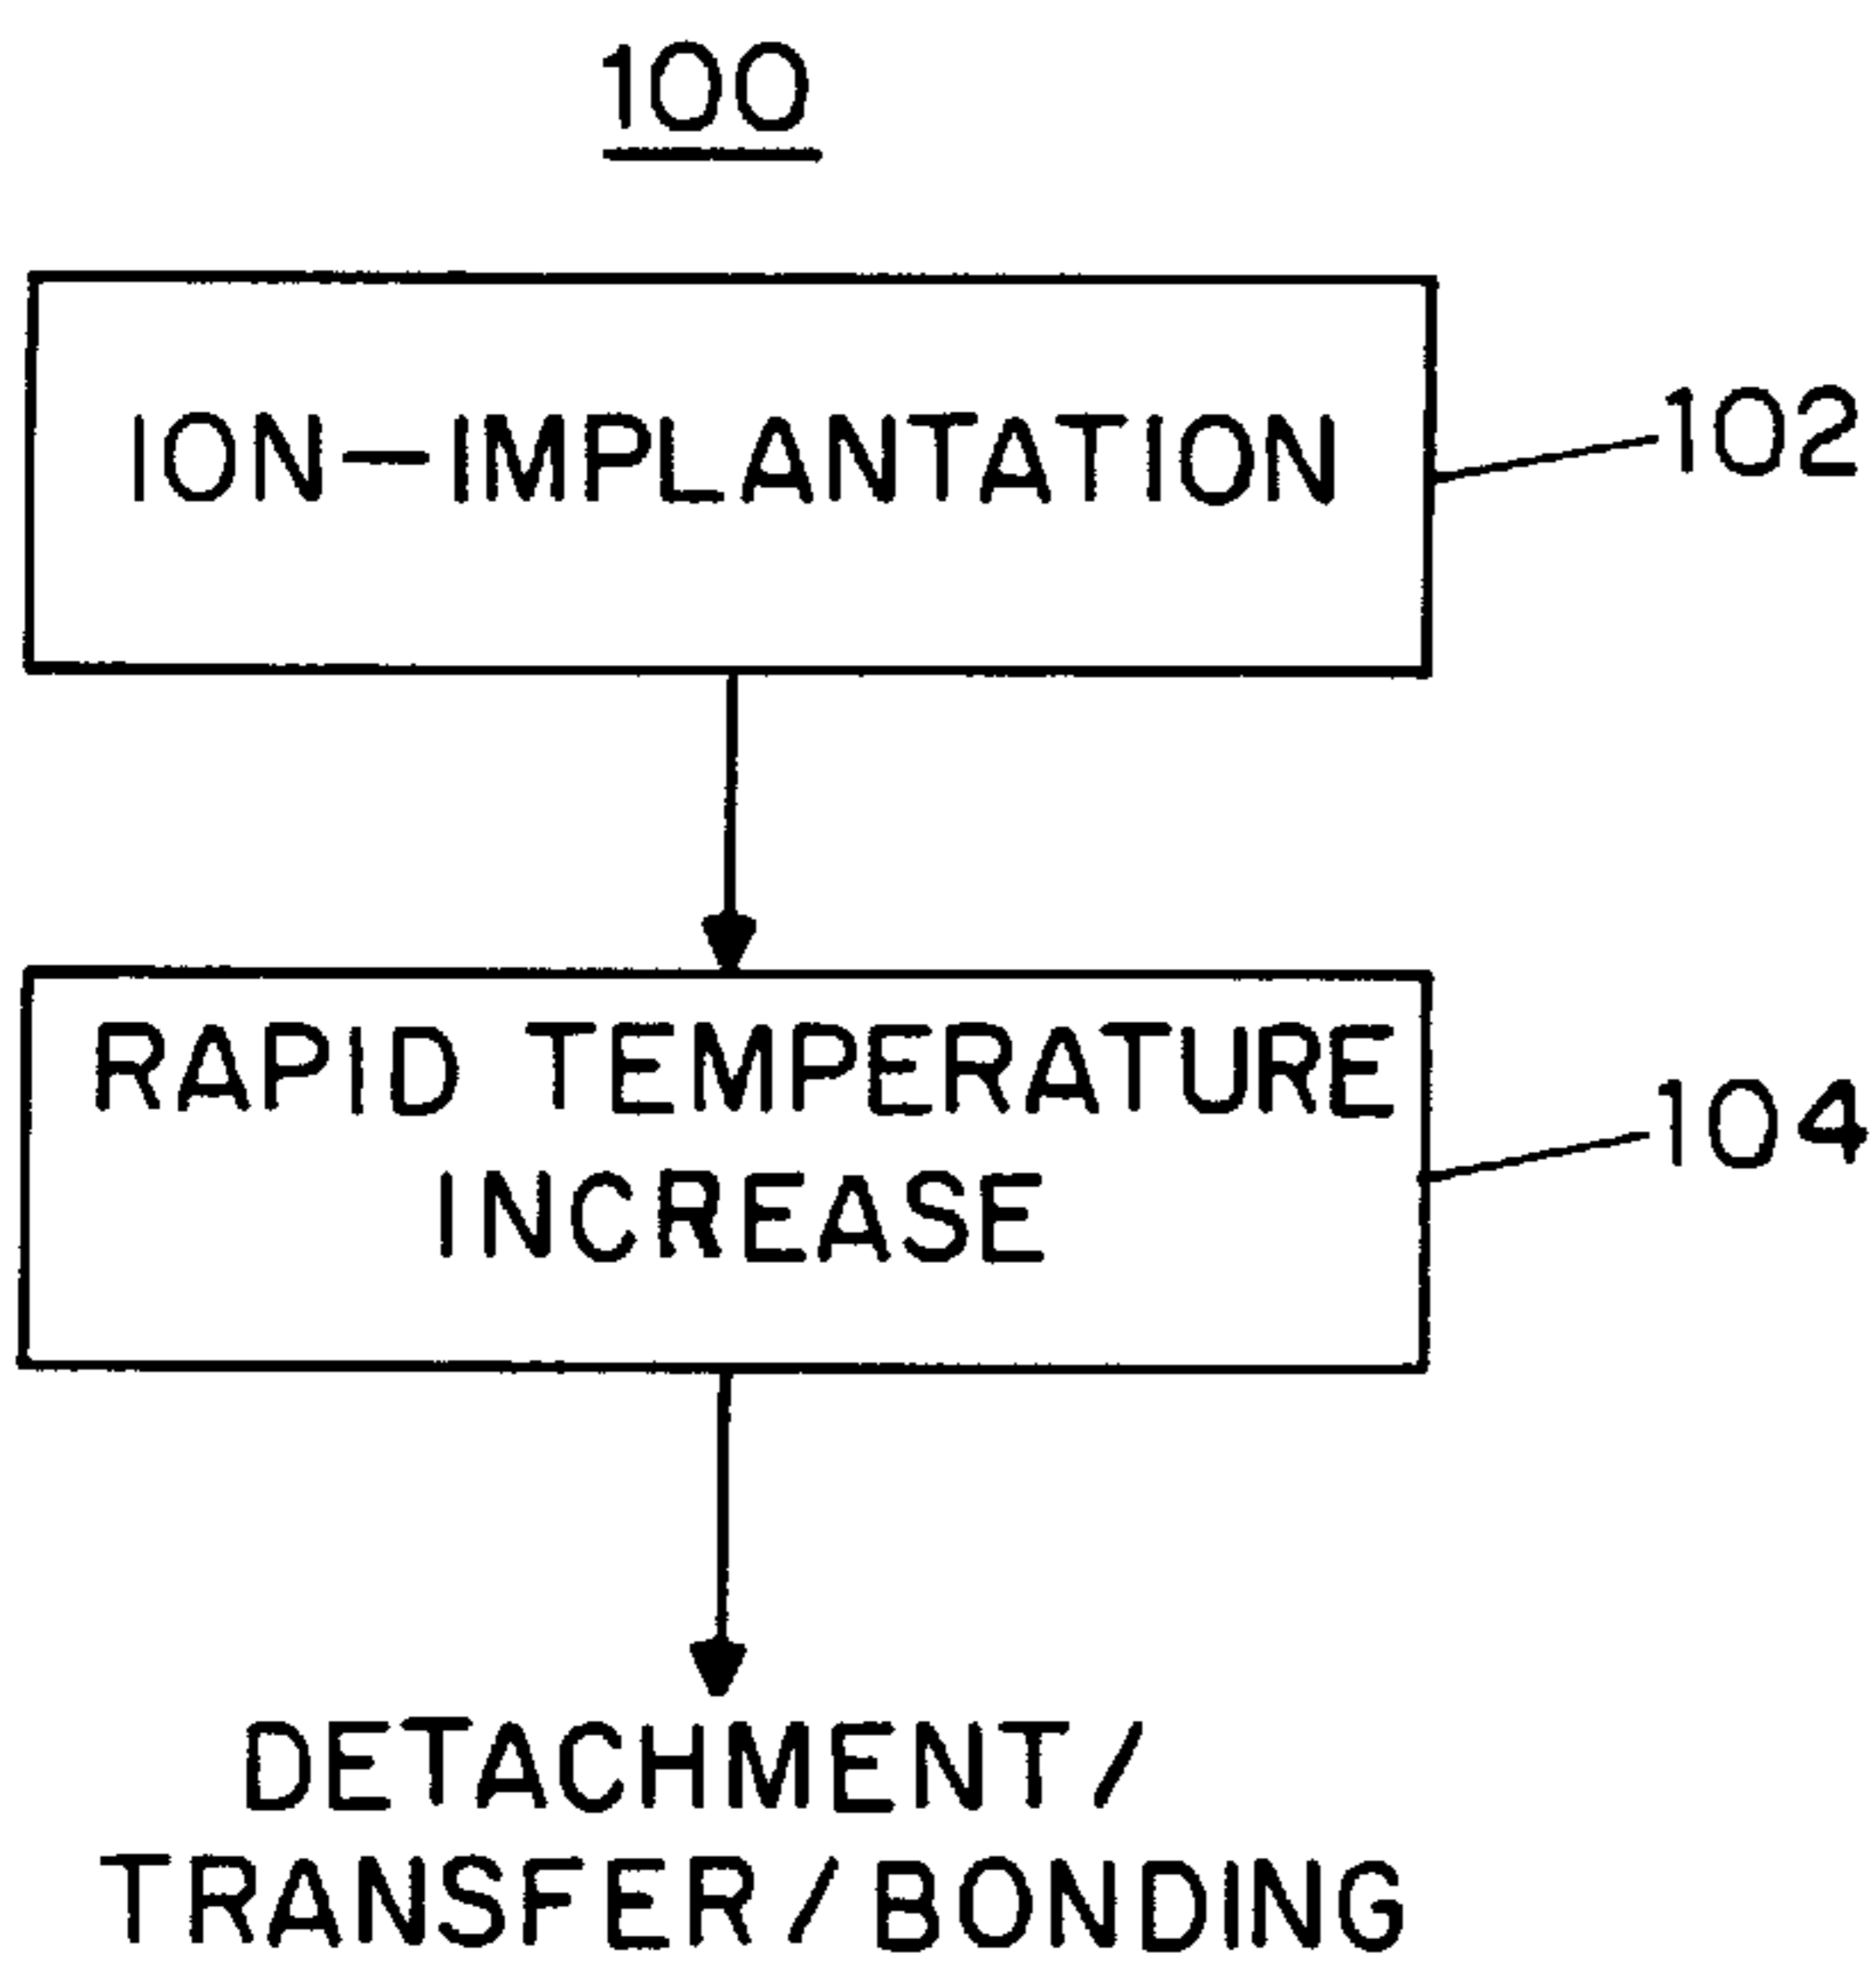 100
ION-IMPLANTATION
102
RAPID TEMPERATURE
INCREASE
104
DETACHMENT/
TRANSFER/BONDING